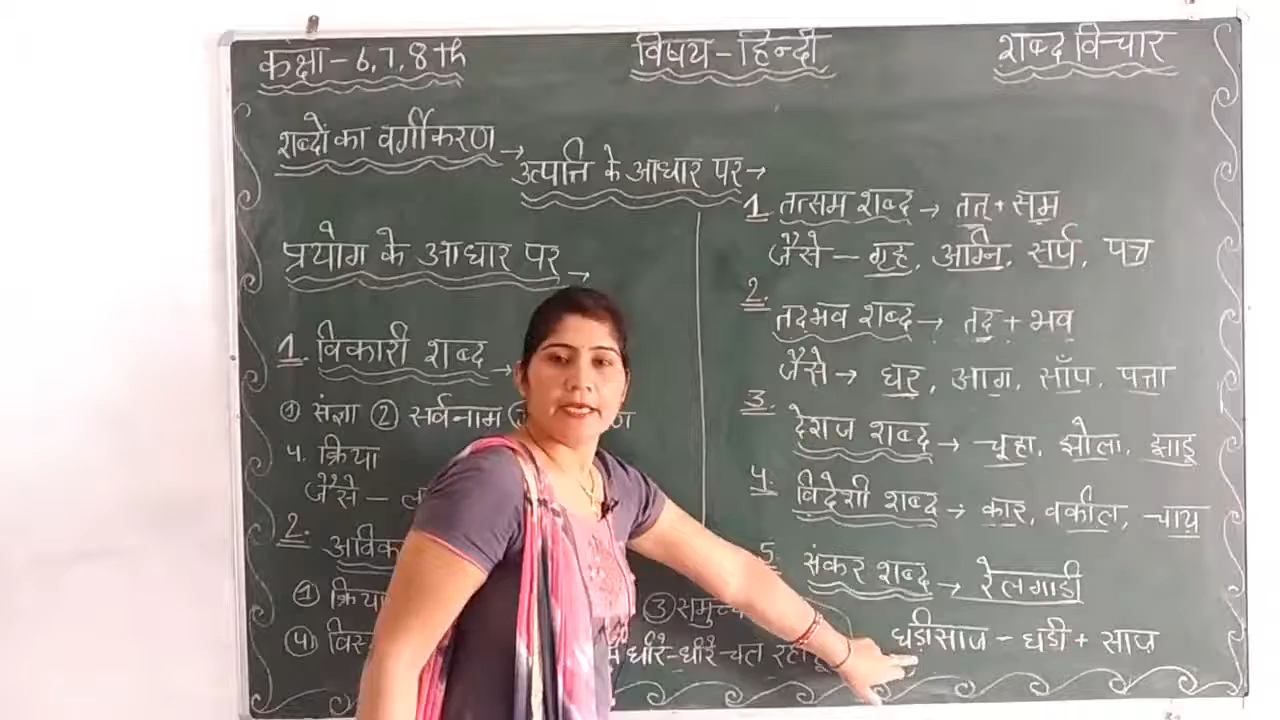 कक्षा - 6,7,8th
विषय - हिन्दी
शब्द विचार
शब्दों का वर्गीकरण →
उत्पत्ति के आधार पर →
प्रयोग के आधार पर →
1. विकारी शब्द →
① संज्ञा ② सर्वनाम
4. क्रिया
जैसे -
2.
① क्रिया
③ समुच्च
④
धीरे-धीरे चल रहा हूँ
1. तत्सम शब्द → तत् + सम
जैसे - गृह, अग्नि, सर्प, पत्र
2. तद्भव शब्द → तद् + भव
जैसे → घर, आग, साँप, पत्ता
3. देशज शब्द → चूहा, झोला, झाडू
4. विदेशी शब्द → कार, वकील, चाय
5. संकर शब्द → रेलगाडी
घड़ीसाज - घडी + साज